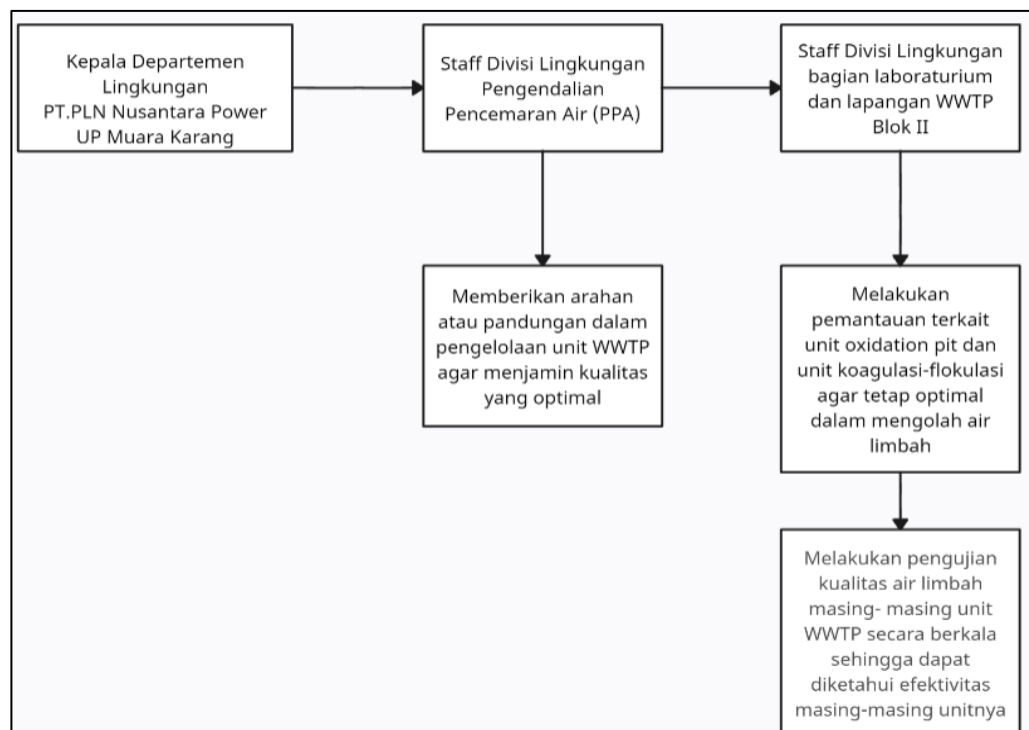 Kepala Departemen
Lingkungan
PT.PLN Nusantara Power
UP Muara Karang
Staff Divisi Lingkungan
Pengendalian
Pencemaran Air (PPA)
Staff Divisi Lingkungan
bagian laboraturium
dan lapangan WWTP
Blok II
Memberikan arahan
atau pandungan dalam
pengelolaan unit WWTP
agar menjamin kualitas
yang optimal
Melakukan
pemantauan terkait
unit oxidation pit dan
unit koagulasi-flokulasi
agar tetap optimal
dalam mengolah air
limbah
Melakukan pengujian
kualitas air limbah
masing- masing unit
WWTP secara berkala
sehingga dapat
diketahui efektivitas
masing-masing unitnya